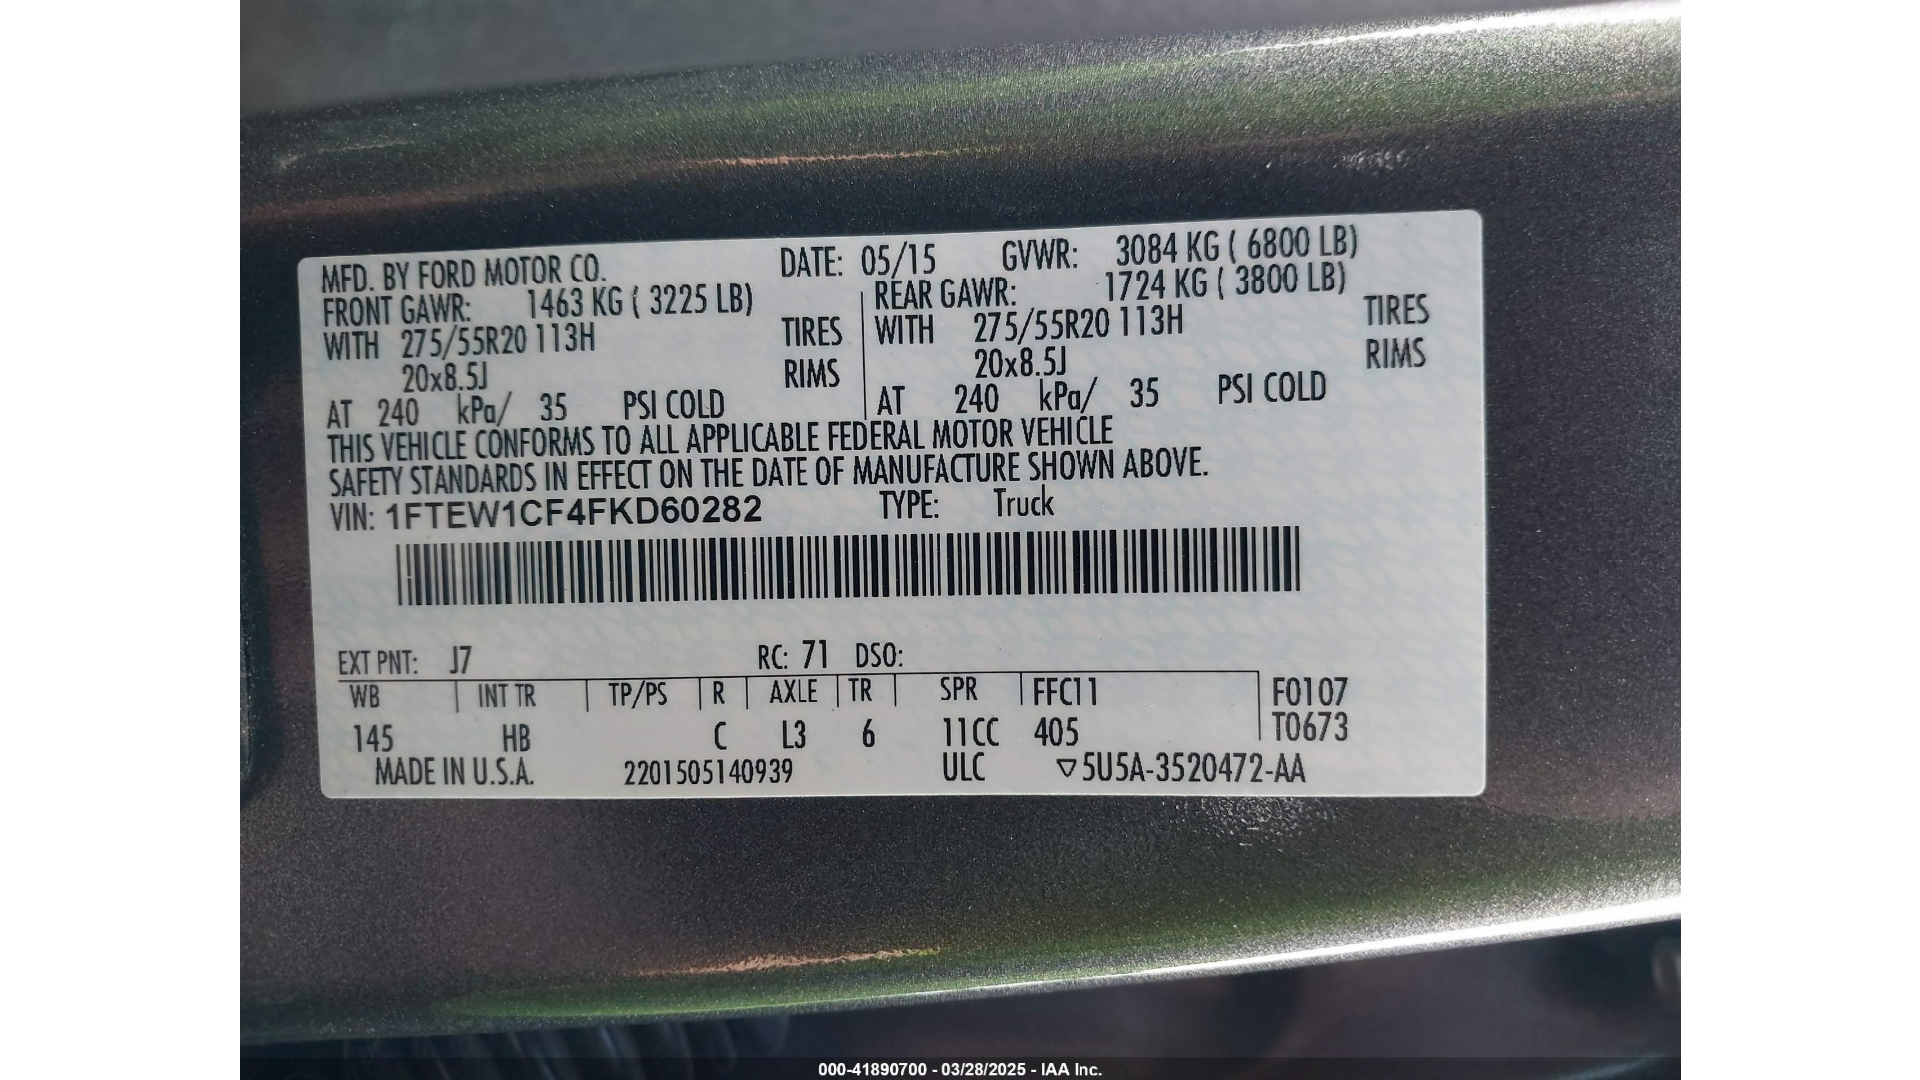 MFD. BY FORD MOTOR CO. DATE: 05/15 GVWR: 3084 KG ( 6800 LB)
FRONT GAWR: 1463 KG ( 3225 LB) REAR GAWR: 1724 KG ( 3800 LB)
WITH 275/55R20 113H TIRES WITH 275/55R20 113H TIRES
20x8.5J RIMS 20x8.5J RIMS
AT 240 kPa/ 35 PSI COLD AT 240 kPa/ 35 PSI COLD
THIS VEHICLE CONFORMS TO ALL APPLICABLE FEDERAL MOTOR VEHICLE
SAFETY STANDARDS IN EFFECT ON THE DATE OF MANUFACTURE SHOWN ABOVE.
VIN: 1FTEW1CF4FKD60282 TYPE: Truck
EXT PNT: J7 RC: 71 DSO:
WB INT TR TP/PS R AXLE TR SPR FFC11 F0107
145 HB C L3 6 11CC 405 T0673
MADE IN U.S.A. 2201505140939 ULC ▽5U5A-3520472-AA
000-41890700 - 03/28/2025 - IAA Inc.